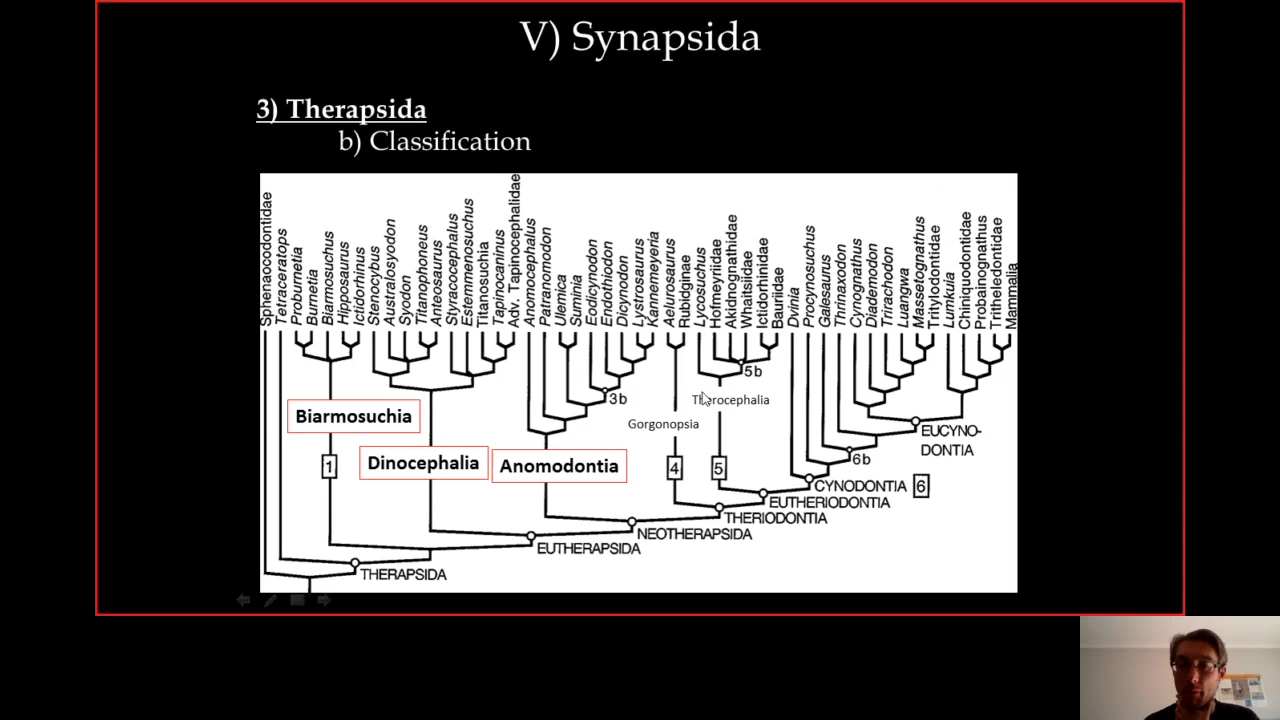 V) Synapsida
3) Therapsida
b) Classification
Sphenaocodontidae
Tetraceratops
Proburnetia
Burnetia
Biarmosuchus
Hipposaurus
Ictidorhinus
Stenocybus
Australosyodon
Syodon
Titanophoneus
Anteosaurus
Styracocephalus
Estemmenosuchus
Titanosuchia
Tapinocaninus
Adv. Tapinocephalidae
Anomocephalus
Patranomodon
Ulemica
Suminia
Eodicynodon
Endothiodon
Dicynodon
Lystrosaurus
Kannemeyeria
Aelurosaurus
Rubidginae
Lycosuchus
Hofmeyriidae
Akidnognathidae
Whaitsiidae
Ictidorhinidae
Bauriidae
Dvinia
Procynosuchus
Galesaurus
Thrinaxodon
Cynognathus
Diademodon
Trirachodon
Luangwa
Massetognathus
Tritylodontidae
Lumkuia
Chiniquodontidae
Probainognathus
Tritheledontidae
Mammalia
5b
3b
Therocephalia
Biarmosuchia
Gorgonopsia
EUCYNO-
DONTIA
6b
Dinocephalia
Anomodontia
1
4
5
CYNODONTIA 6
EUTHERIODONTIA
THERIODONTIA
NEOTHERAPSIDA
EUTHERAPSIDA
THERAPSIDA